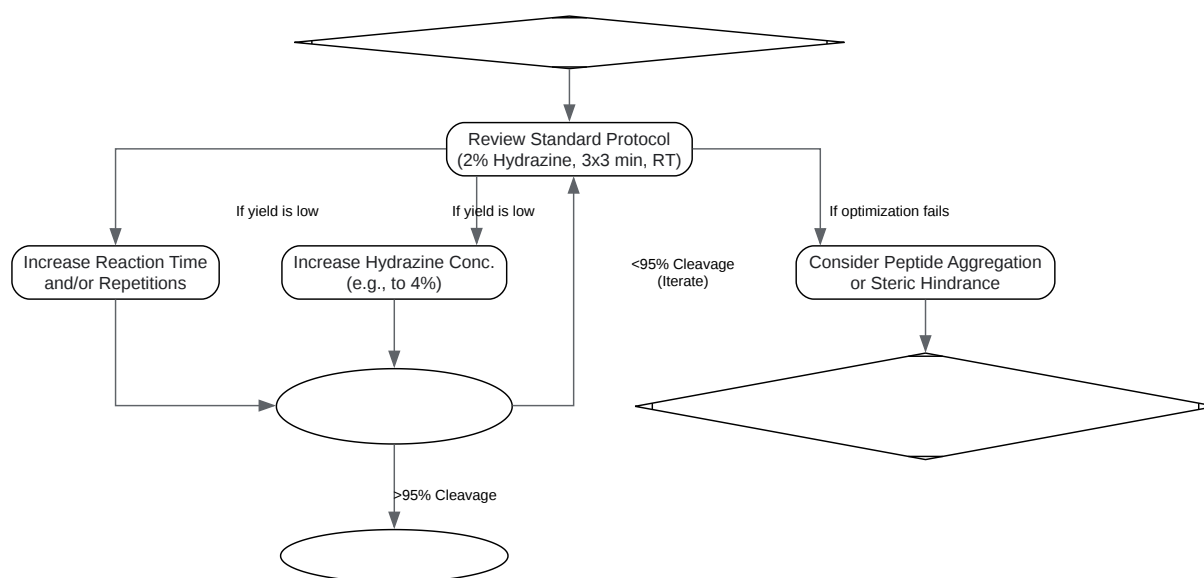 Review Standard Protocol
(2% Hydrazine, 3x3 min, RT)
If yield is low
If yield is low
If optimization fails
Increase Reaction Time
and/or Repetitions
Increase Hydrazine Conc.
(e.g., to 4%)
<95% Cleavage
(Iterate)
Consider Peptide Aggregation
or Steric Hindrance
>95% Cleavage